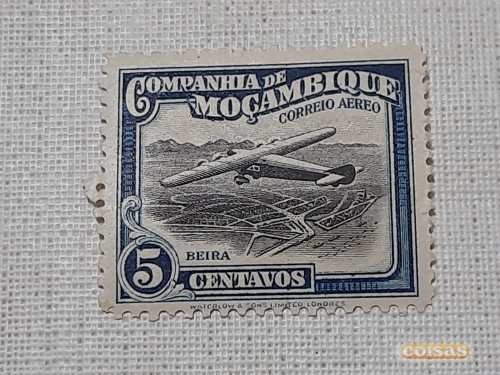 COMPANHIA DE
MOÇAMBIQUE
CORREIO AEREO
BEIRA
5 CENTAVOS
WATERLOW & SONS LIMITED, LONDRES
coisas